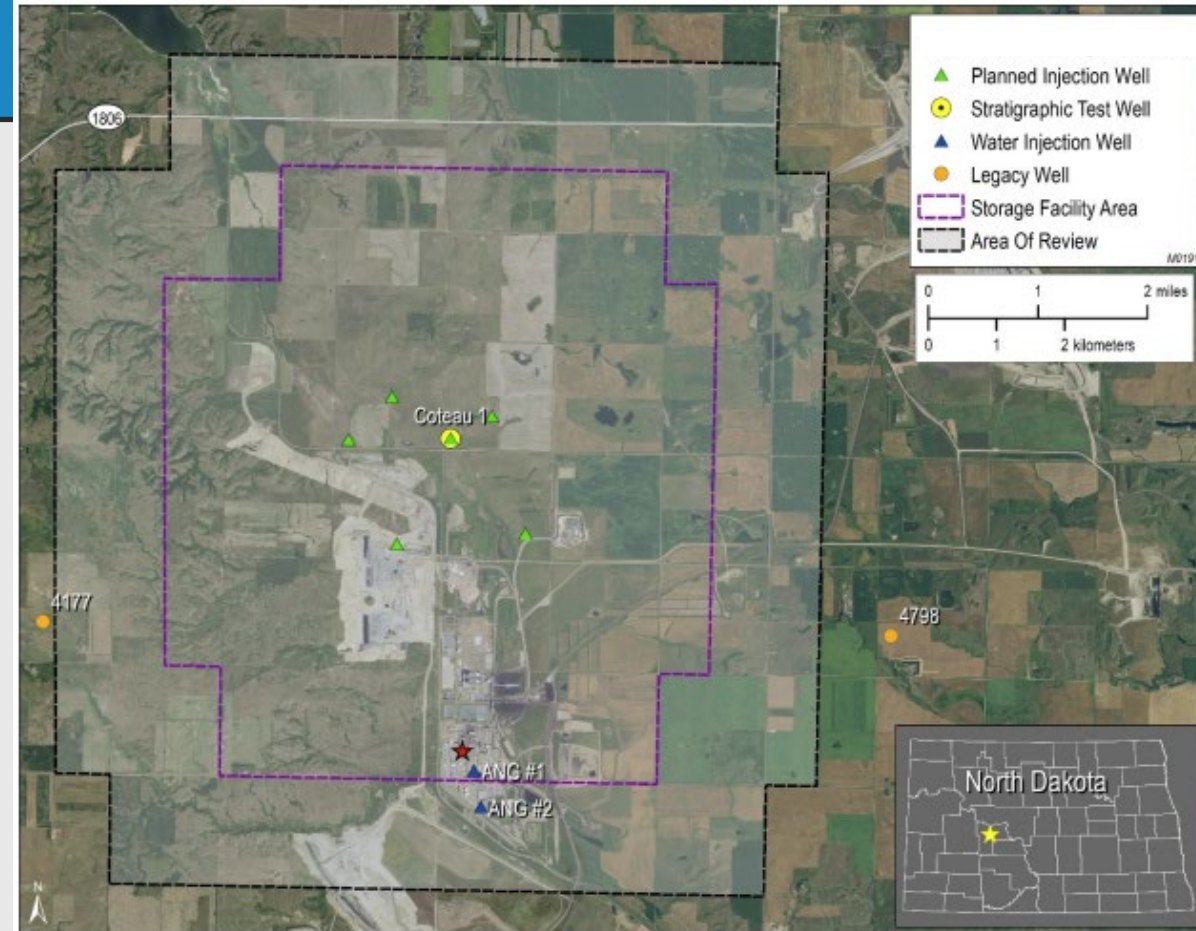 1806
Planned Injection Well
Stratigraphic Test Well
Water Injection Well
Legacy Well
Storage Facility Area
Area Of Review
0 1 2 miles
0 1 2 kilometers
Coteau 1
4177
4798
ANG #1
ANG #2
North Dakota
N